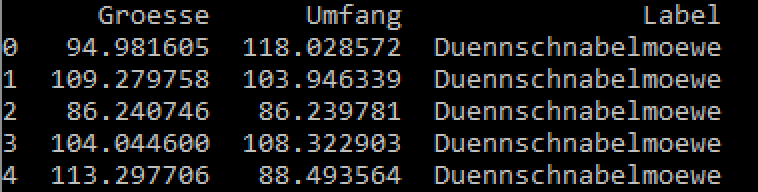 Groesse Umfang Label
0 94.981605 118.028572 Duennschnabelmoewe
1 109.279758 103.946339 Duennschnabelmoewe
2 86.240746 86.239781 Duennschnabelmoewe
3 104.044600 108.322903 Duennschnabelmoewe
4 113.297706 88.493564 Duennschnabelmoewe